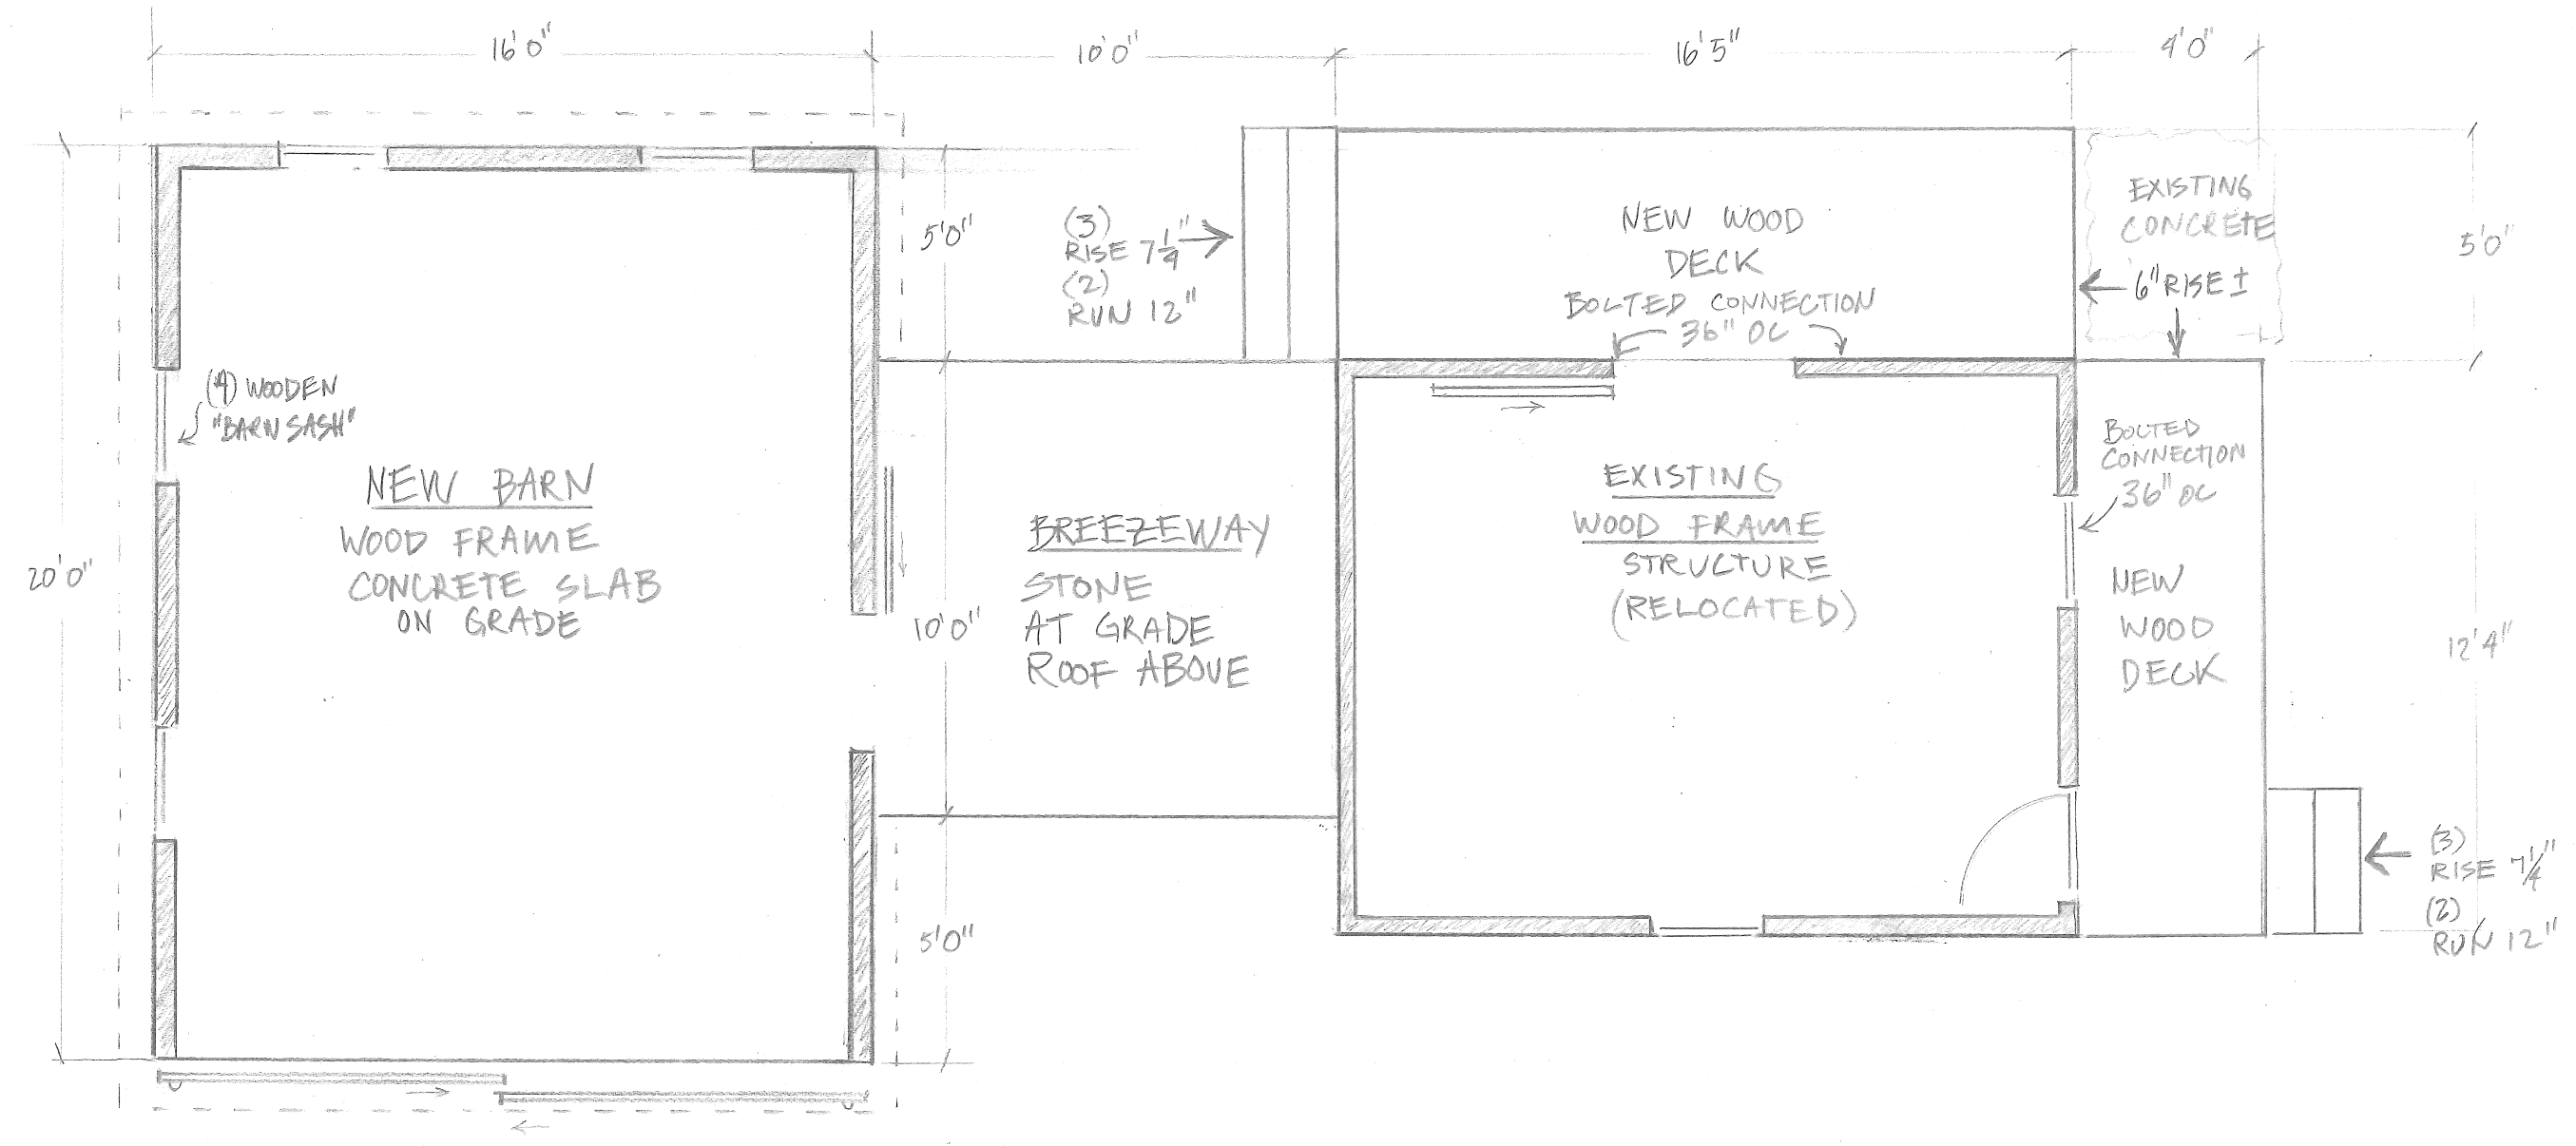 16'0"
10'0"
16'5"
4'0"
20'0"
5'0"
10'0"
5'0"
(4) WOODEN
"BARN SASH"
NEW BARN
WOOD FRAME
CONCRETE SLAB
ON GRADE
(3)
RISE 7 1/4"
(2)
RUN 12"
BREEZEWAY
STONE
AT GRADE
ROOF ABOVE
NEW WOOD
DECK
BOLTED CONNECTION
36" OC
EXISTING
WOOD FRAME
STRUCTURE
(RELOCATED)
EXISTING
CONCRETE
6" RISE ±
5'0"
BOLTED
CONNECTION
36" OC
NEW
WOOD
DECK
12'4"
(3)
RISE 7 1/4"
(2)
RUN 12"